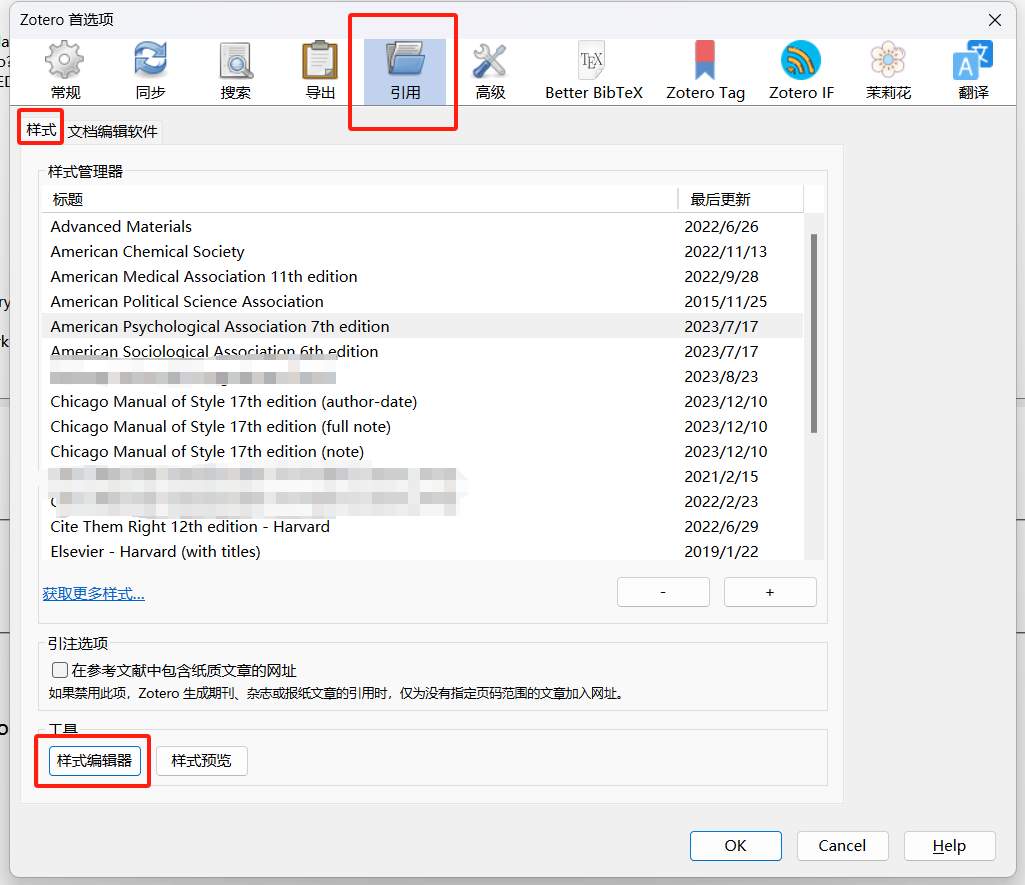 Zotero 首选项
常规 同步 搜索 导出 引用 高级 Better BibTeX Zotero Tag Zotero IF 茉莉花 翻译
样式 文档编辑软件
样式管理器
标题 最后更新
Advanced Materials 2022/6/26
American Chemical Society 2022/11/13
American Medical Association 11th edition 2022/9/28
American Political Science Association 2015/11/25
American Psychological Association 7th edition 2023/7/17
American Sociological Association 6th edition 2023/7/17
2023/8/23
Chicago Manual of Style 17th edition (author-date) 2023/12/10
Chicago Manual of Style 17th edition (full note) 2023/12/10
Chicago Manual of Style 17th edition (note) 2023/12/10
2021/2/15
2022/2/23
Cite Them Right 12th edition - Harvard 2022/6/29
Elsevier - Harvard (with titles) 2019/1/22
获取更多样式... - +
引注选项
在参考文献中包含纸质文章的网址
如果禁用此项，Zotero 生成期刊、杂志或报纸文章的引用时，仅为没有指定页码范围的文章加入网址。
工具
样式编辑器 样式预览
OK Cancel Help